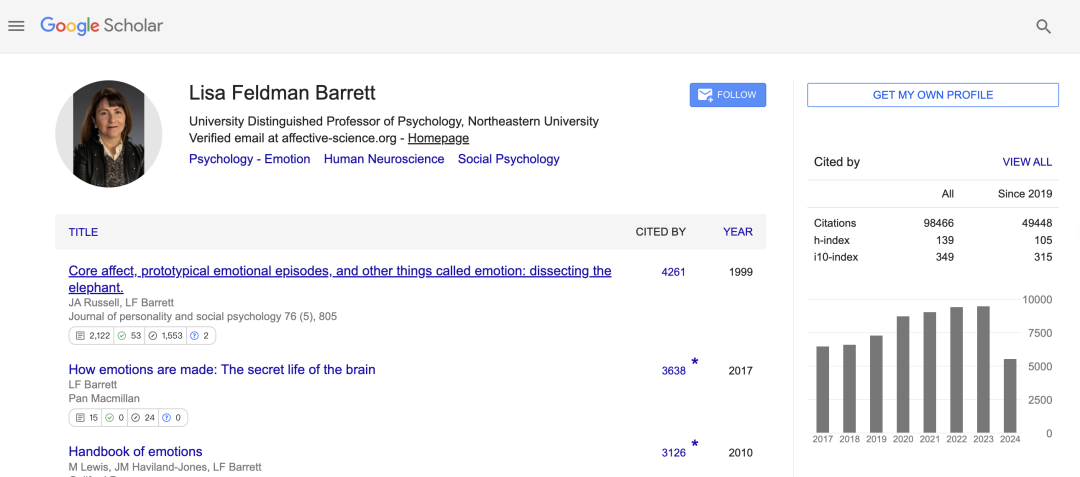 Google Scholar
Lisa Feldman Barrett
FOLLOW
University Distinguished Professor of Psychology, Northeastern University
Verified email at affective-science.org - Homepage
Psychology - Emotion Human Neuroscience Social Psychology
TITLE CITED BY YEAR
Core affect, prototypical emotional episodes, and other things called emotion: dissecting the 4261 1999
elephant.
JA Russell, LF Barrett
Journal of personality and social psychology 76 (5), 805
2,122 53 1,553 2
How emotions are made: The secret life of the brain 3638 * 2017
LF Barrett
Pan Macmillan
15 0 24 0
Handbook of emotions 3126 * 2010
M Lewis, JM Haviland-Jones, LF Barrett
GET MY OWN PROFILE
Cited by VIEW ALL
All Since 2019
Citations 98466 49448
h-index 139 105
i10-index 349 315
10000
7500
5000
2500
0
2017 2018 2019 2020 2021 2022 2023 2024